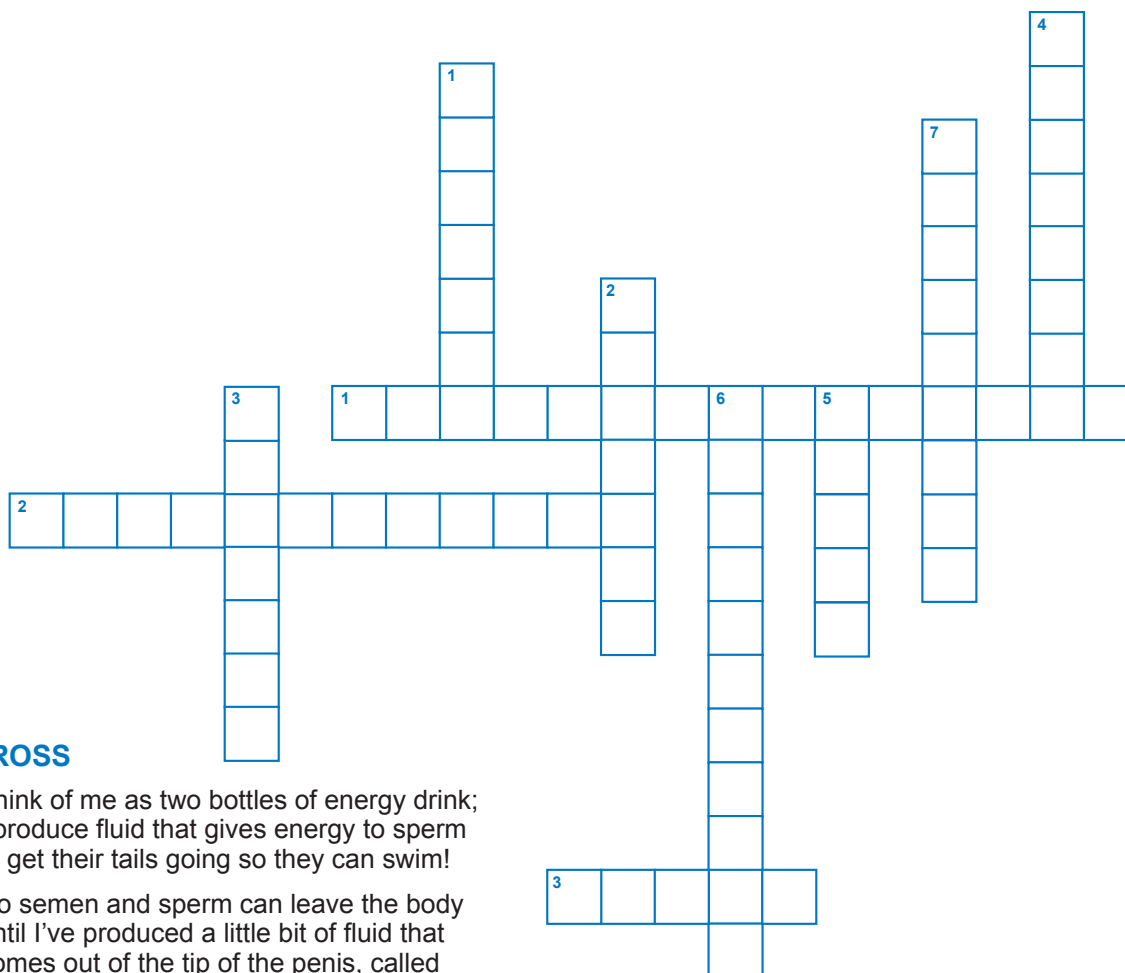 4
1
7
2
3
1
6
5
2
ROSS
hink of me as two bottles of energy drink;
produce fluid that gives energy to sperm
get their tails going so they can swim!
3
o semen and sperm can leave the body
ntil I've produced a little bit of fluid that
omes out of the tip of the penis, called